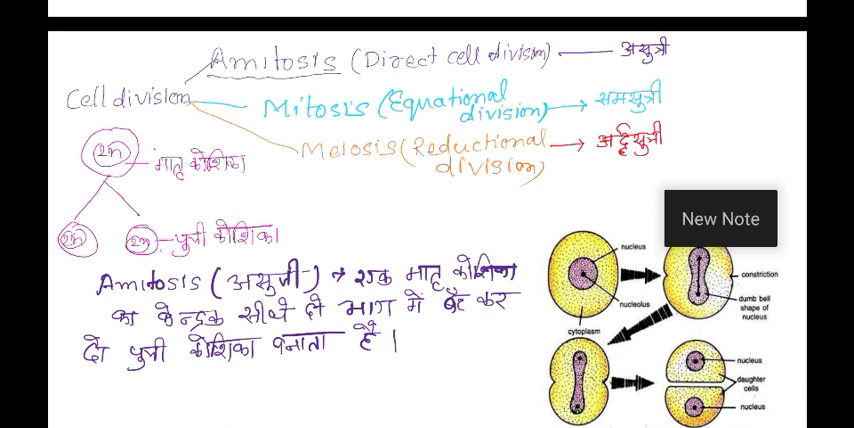 Amitosis (Direct cell division) — असूत्री
Cell division
Mitosis (Equational division) → समसूत्री
Meiosis (Reductional division) → अर्द्धसूत्री
2n — मातृ कोशिका
2n 2n — पुत्री कोशिका
Amitosis (असूत्री) → एक मातृ कोशिका
का केन्द्रक सीधे दो भाग में बँट कर
दो पुत्री कोशिका बनाता है।
New Note
nucleus
nucleolus
cytoplasm
constriction
dumb bell
shape of
nucleus
nucleus
daughter
cells
nucleus